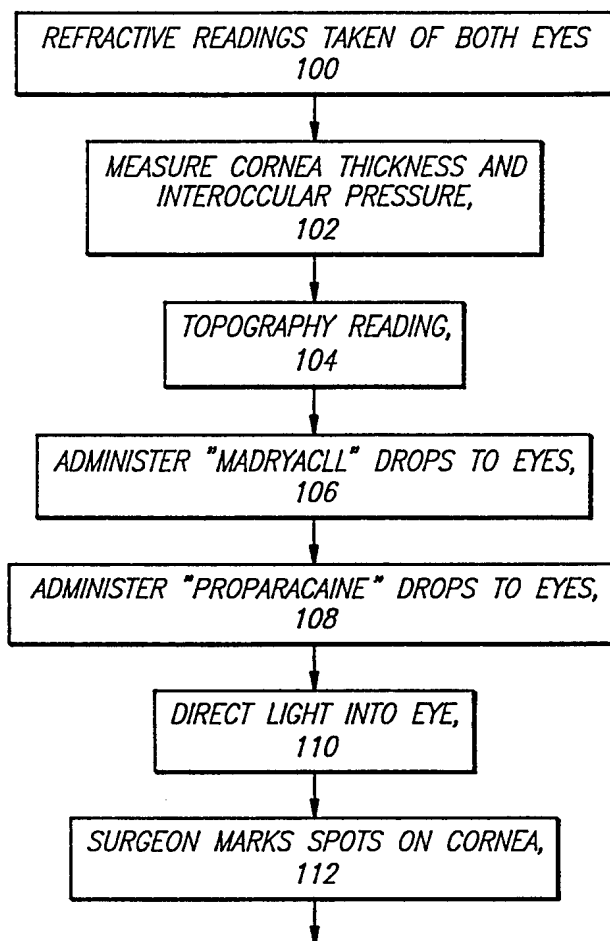 REFRACTIVE READINGS TAKEN OF BOTH EYES
100
MEASURE CORNEA THICKNESS AND
INTEROCCULAR PRESSURE,
102
TOPOGRAPHY READING,
104
ADMINISTER "MADRYACLL" DROPS TO EYES,
106
ADMINISTER "PROPARACAINE" DROPS TO EYES,
108
DIRECT LIGHT INTO EYE,
110
SURGEON MARKS SPOTS ON CORNEA,
112